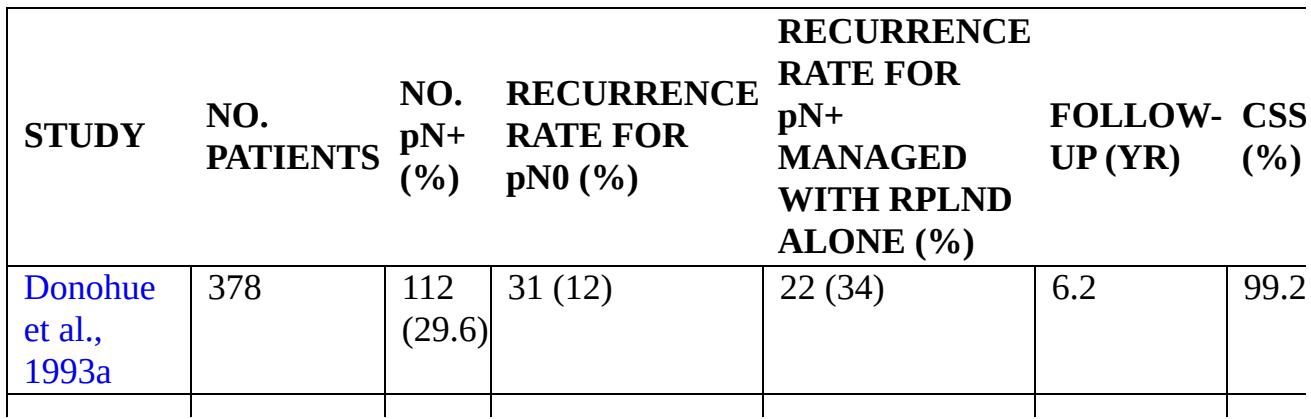 STUDY
NO.
PATIENTS
NO.
pN+
(%)
RECURRENCE
RATE FOR
pN0 (%)
RECURRENCE
RATE FOR
pN+
MANAGED
WITH RPLND
ALONE (%)
FOLLOW-
UP (YR)
CSS
(%)
Donohue
et al.,
1993a
378
112
(29.6)
31 (12)
22 (34)
6.2
99.2